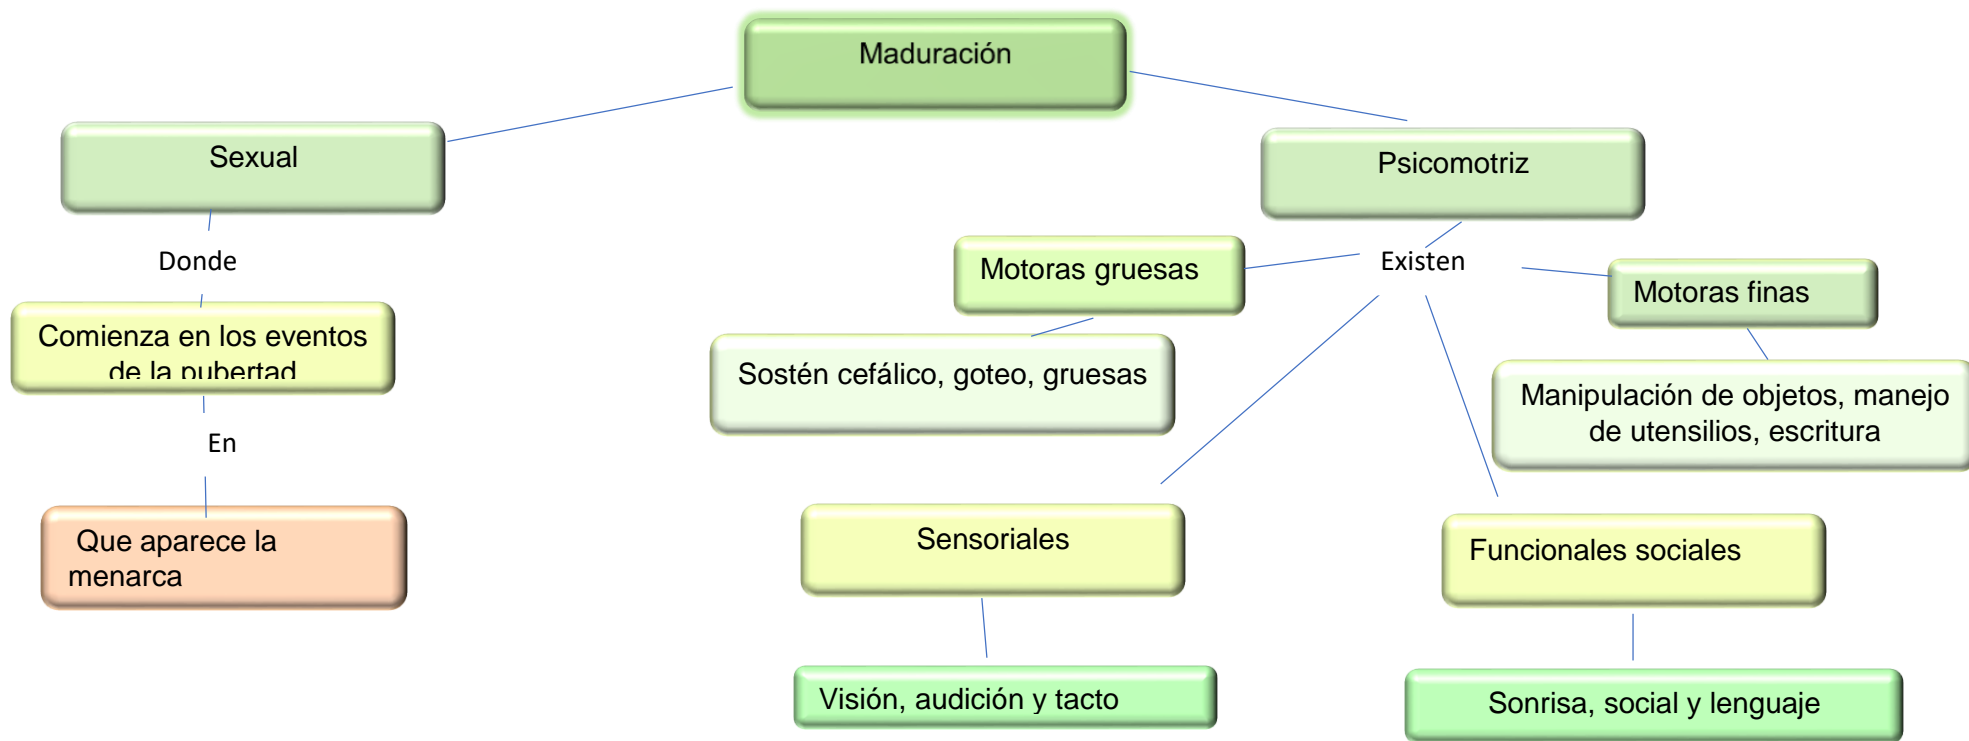 Maduración
Sexual
Psicomotriz
Donde
Existen
Motoras gruesas
Motoras finas
Comienza en los eventos
de la pubertad
Sostén cefálico, goteo, gruesas
Manipulación de objetos, manejo
de utensilios, escritura
En
Que aparece la
menarca
Sensoriales
Funcionales sociales
Visión, audición y tacto
Sonrisa, social y lenguaje